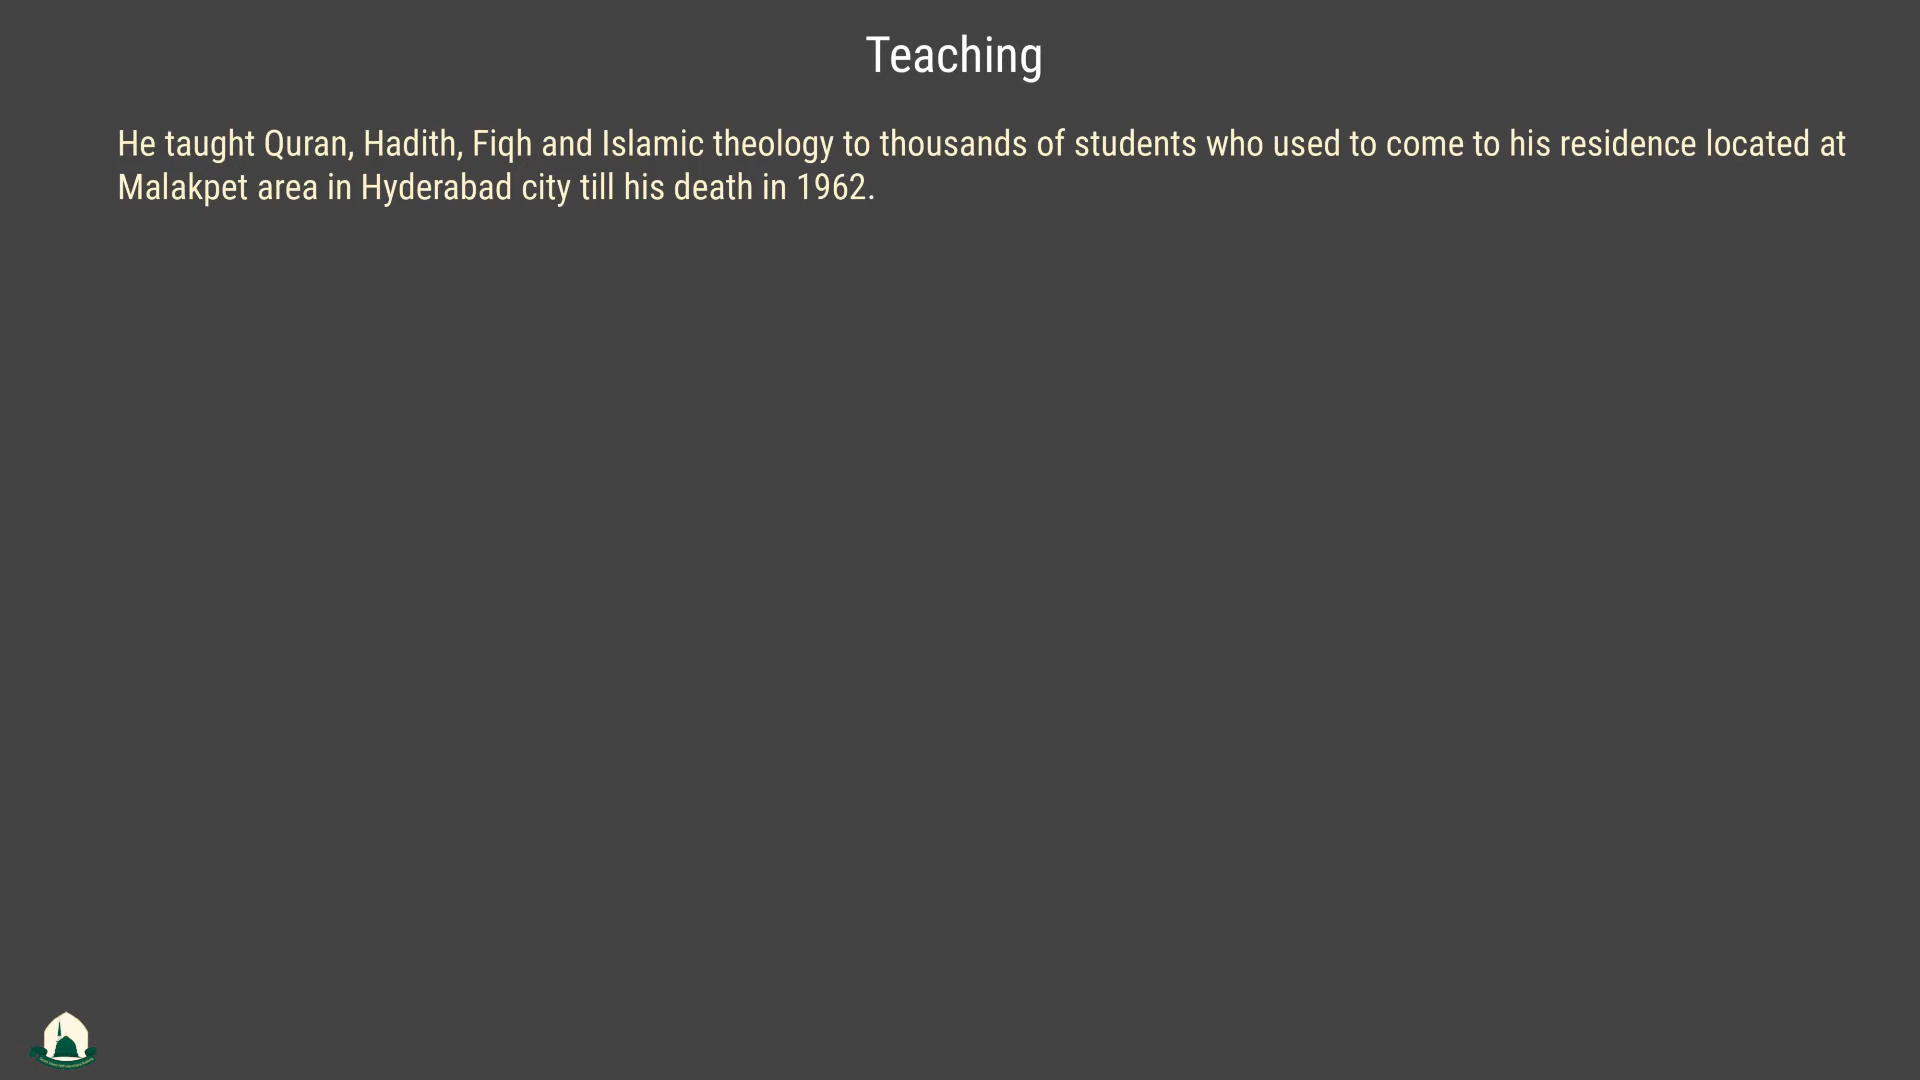 Teaching
He taught Quran, Hadith, Fiqh and Islamic theology to thousands of students who used to come to his residence located at
Malakpet area in Hyderabad city till his death in 1962.